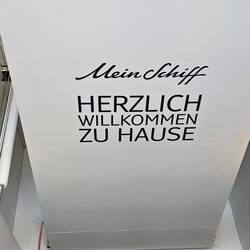 Mein Schiff
HERZLICH
WILLKOMMEN
ZU HAUSE